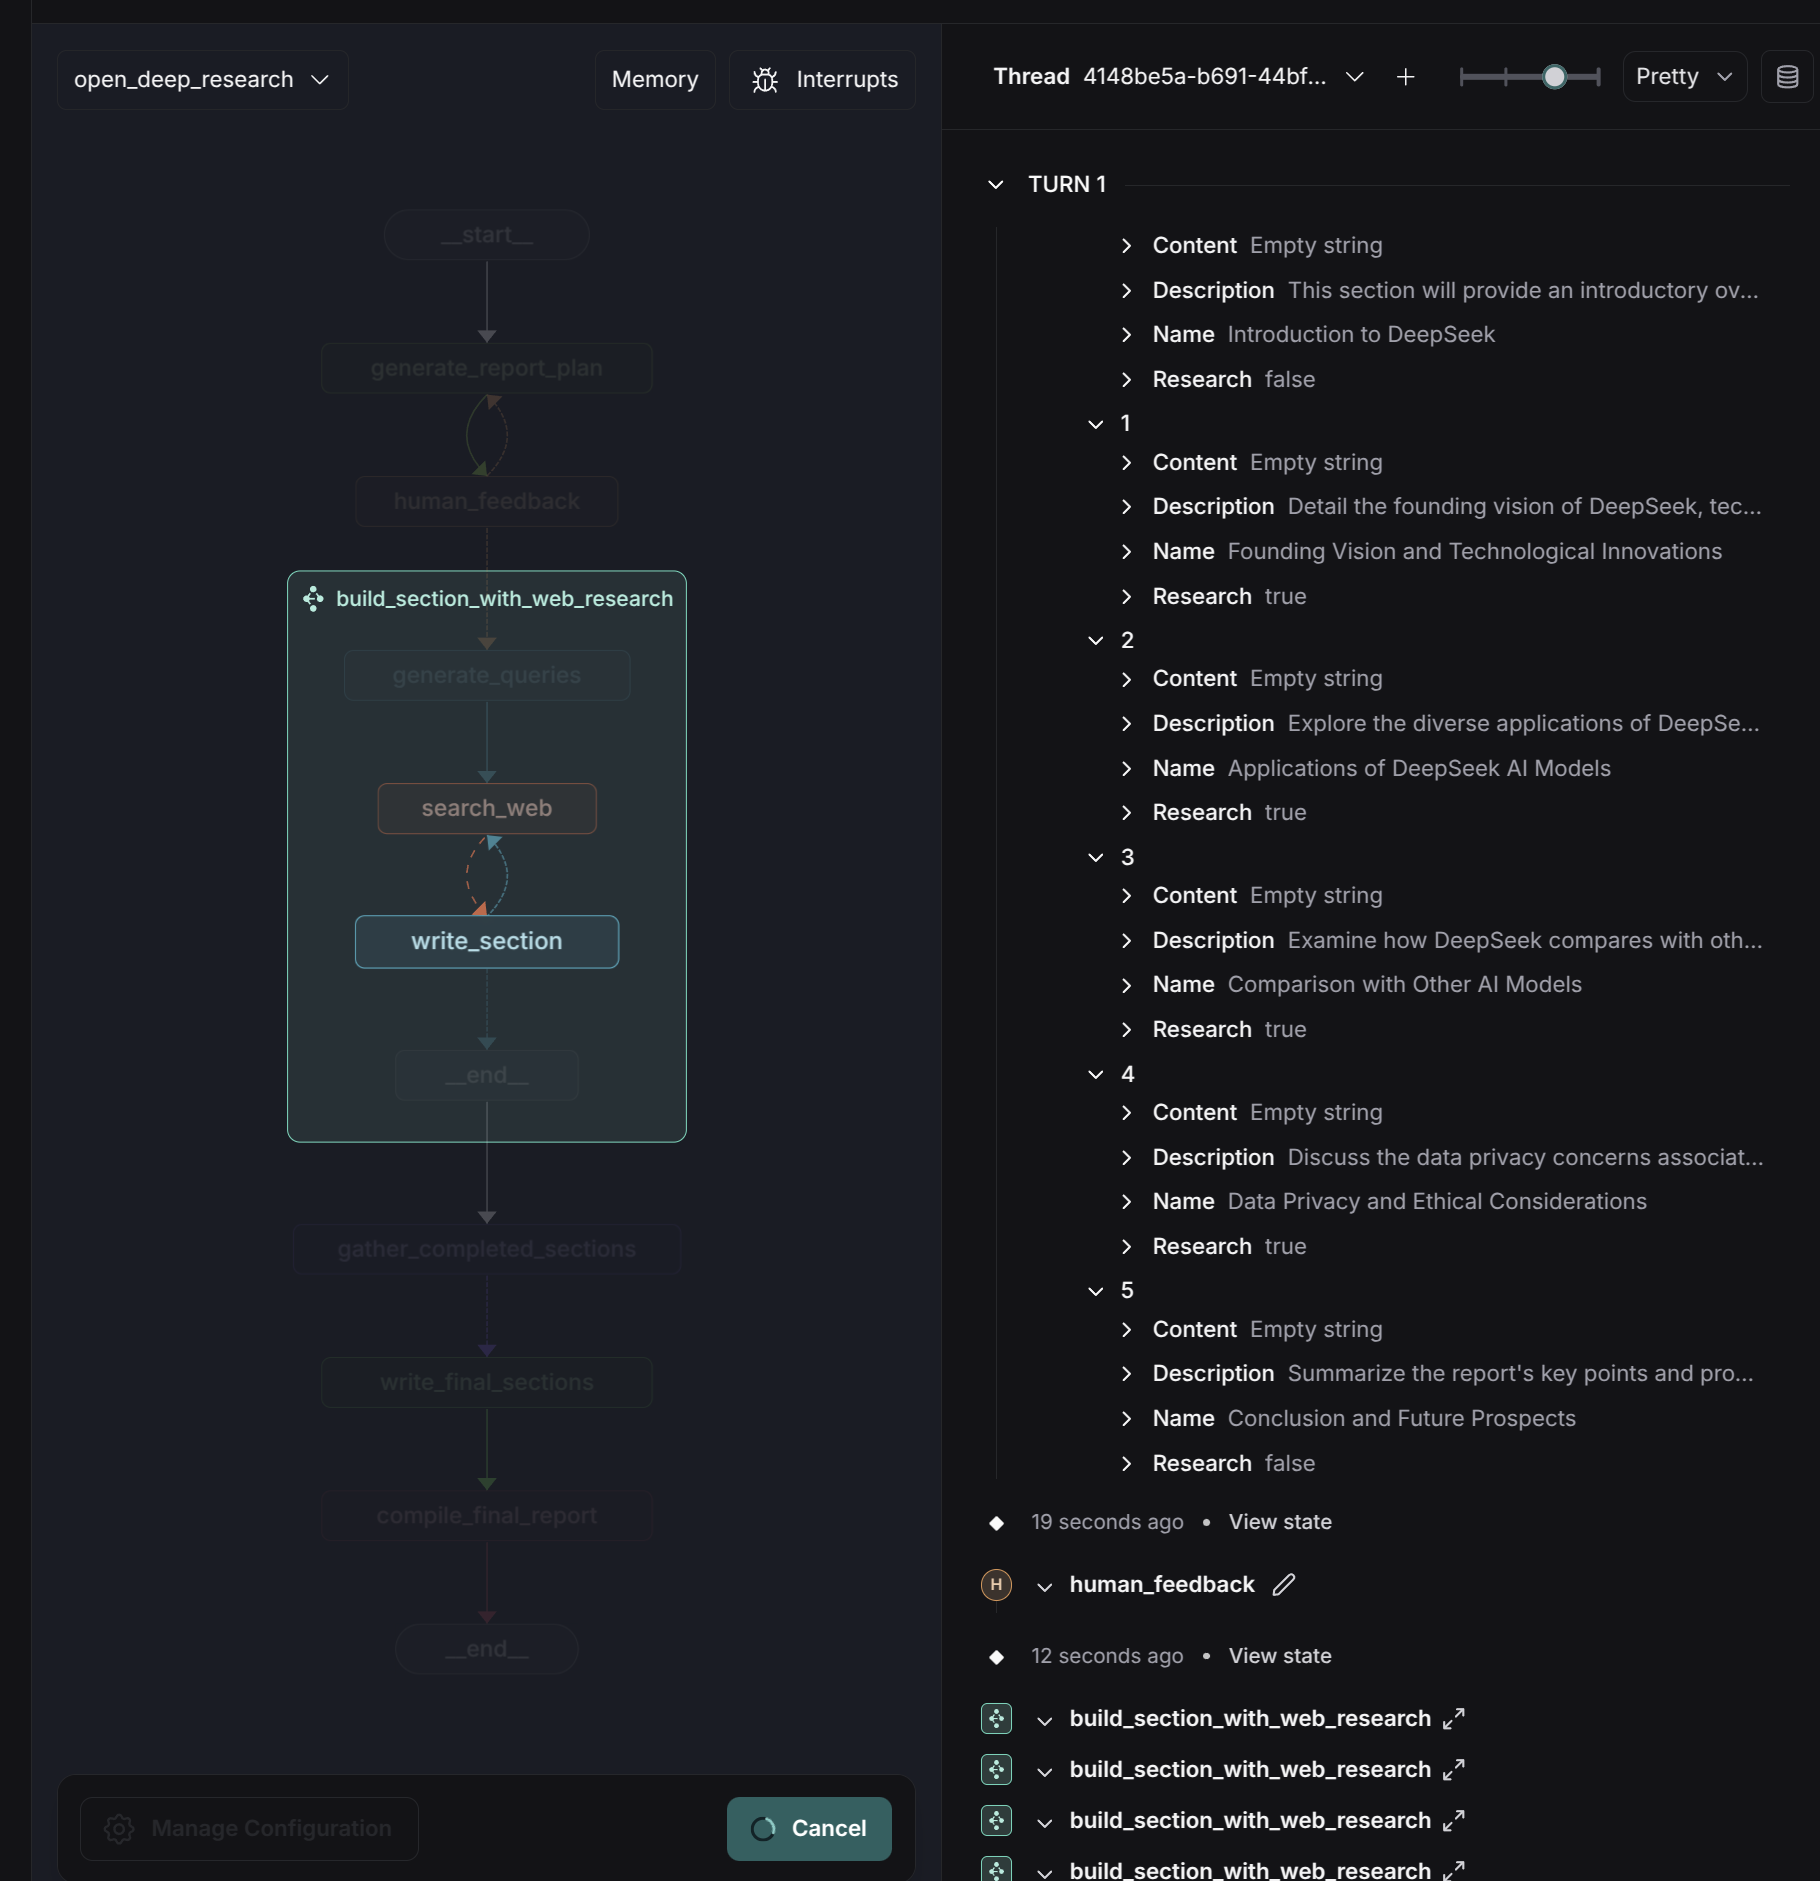 open_deep_research
Memory
Interrupts
__start__
generate_report_plan
human_feedback
build_section_with_web_research
generate_queries
search_web
write_section
__end__
gather_completed_sections
write_final_sections
compile_final_report
__end__
Manage Configuration
Cancel
Thread 4148be5a-b691-44bf...
Pretty
TURN 1
Content Empty string
Description This section will provide an introductory ov...
Name Introduction to DeepSeek
Research false
1
Content Empty string
Description Detail the founding vision of DeepSeek, tec...
Name Founding Vision and Technological Innovations
Research true
2
Content Empty string
Description Explore the diverse applications of DeepSe...
Name Applications of DeepSeek AI Models
Research true
3
Content Empty string
Description Examine how DeepSeek compares with oth...
Name Comparison with Other AI Models
Research true
4
Content Empty string
Description Discuss the data privacy concerns associat...
Name Data Privacy and Ethical Considerations
Research true
5
Content Empty string
Description Summarize the report's key points and pro...
Name Conclusion and Future Prospects
Research false
19 seconds ago • View state
H human_feedback
12 seconds ago • View state
build_section_with_web_research
build_section_with_web_research
build_section_with_web_research
build_section_with_web_research